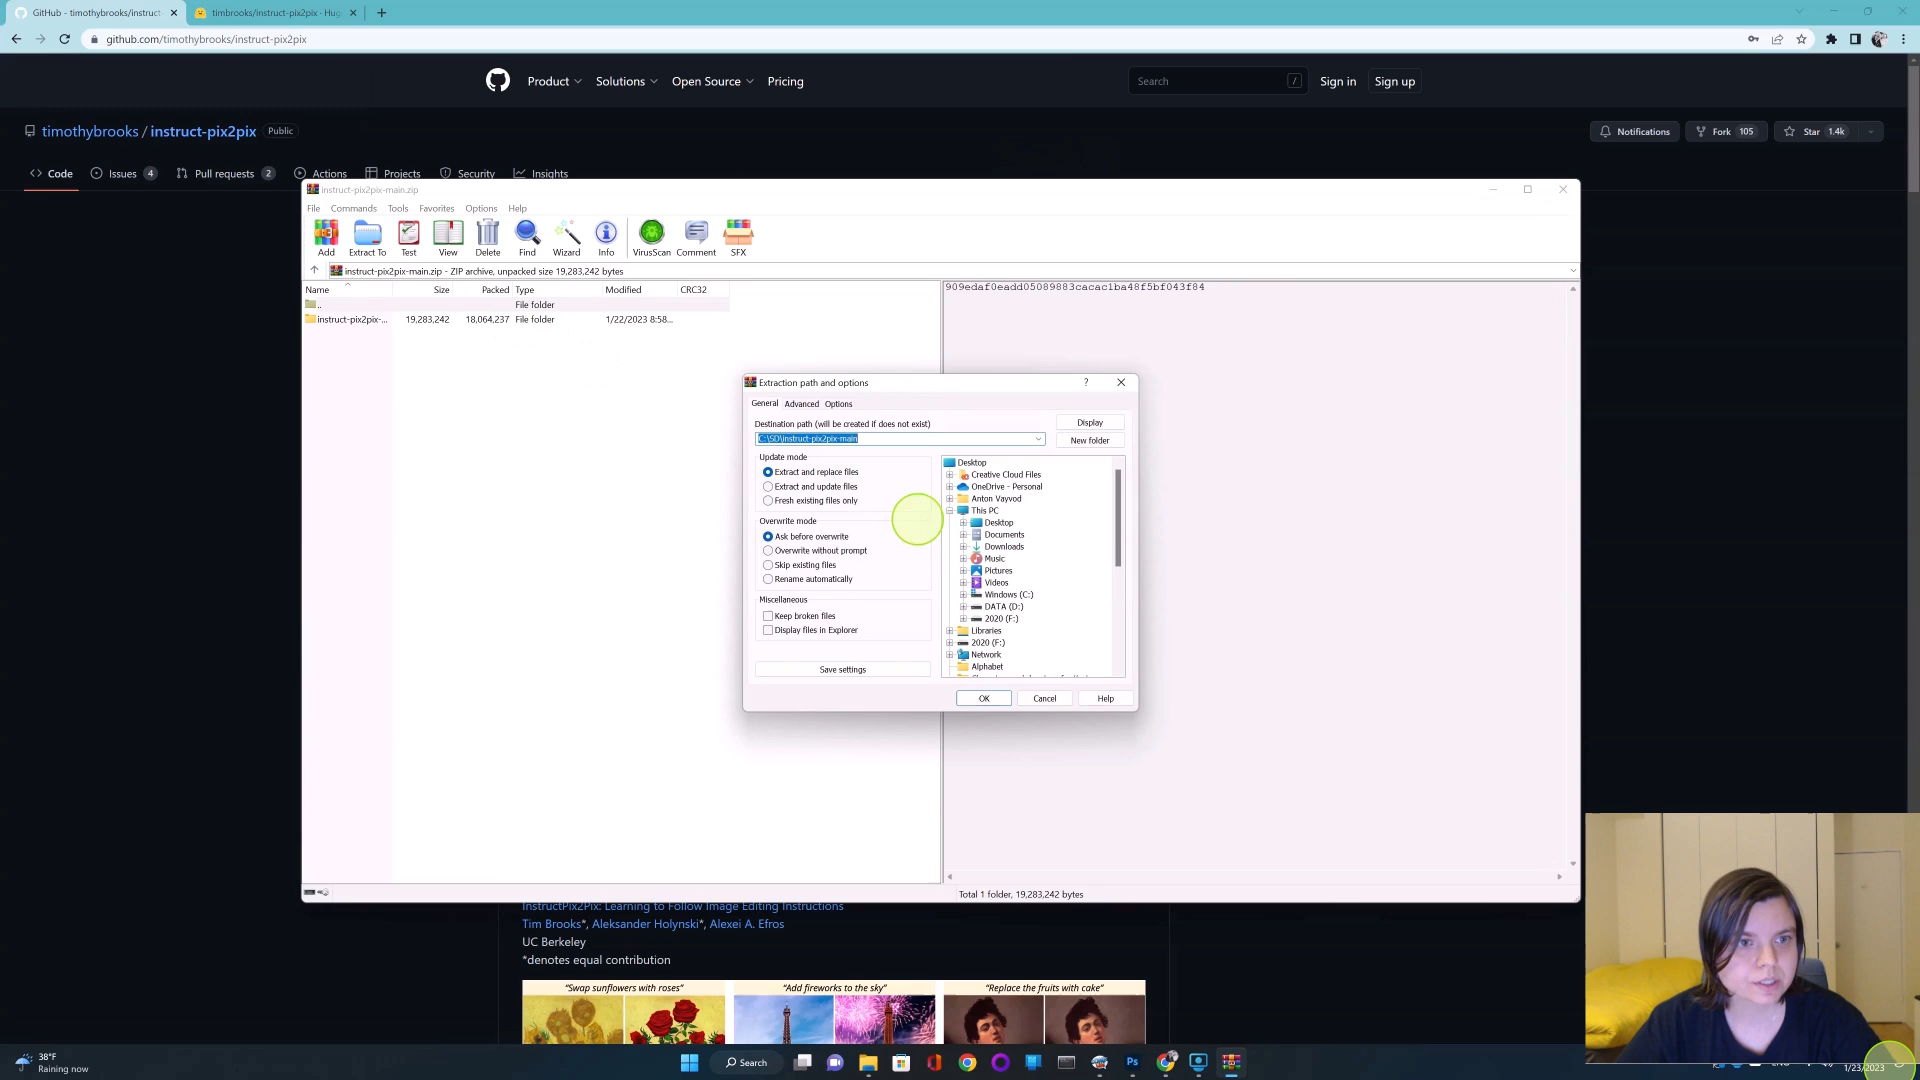 GitHub - timothybrooks/instruct-
timbrooks/instruct-pix2pix · Hug
github.com/timothybrooks/instruct-pix2pix
Product
Solutions
Open Source
Pricing
Search
/
Sign in
Sign up
timothybrooks / instruct-pix2pix
Public
Notifications
Fork 105
Star 1.4k
Code
Issues 4
Pull requests 2
Actions
Projects
Security
Insights
instruct-pix2pix-main.zip
File Commands Tools Favorites Options Help
Add
Extract To
Test
View
Delete
Find
Wizard
Info
VirusScan
Comment
SFX
instruct-pix2pix-main.zip - ZIP archive, unpacked size 19,283,242 bytes
Name Size Packed Type Modified CRC32
.. File folder
instruct-pix2pix-... 19,283,242 18,064,237 File folder 1/22/2023 8:58...
909edaf0eadd05089883cacac1ba48f5bf043f84
Extraction path and options
?
General Advanced Options
Destination path (will be created if does not exist)
C:\SD\instruct-pix2pix-main
Display
New folder
Update mode
Extract and replace files
Extract and update files
Fresh existing files only
Overwrite mode
Ask before overwrite
Overwrite without prompt
Skip existing files
Rename automatically
Miscellaneous
Keep broken files
Display files in Explorer
Save settings
Desktop
Creative Cloud Files
OneDrive - Personal
Anton Vayvod
This PC
Desktop
Documents
Downloads
Music
Pictures
Videos
Windows (C:)
DATA (D:)
2020 (F:)
Libraries
2020 (F:)
Network
Alphabet
OK
Cancel
Help
Total 1 folder, 19,283,242 bytes
InstructPix2Pix: Learning to Follow Image Editing Instructions
Tim Brooks*, Aleksander Holynski*, Alexei A. Efros
UC Berkeley
*denotes equal contribution
"Swap sunflowers with roses"
"Add fireworks to the sky"
"Replace the fruits with cake"
38°F
Raining now
Search
Ps
1/23/2023